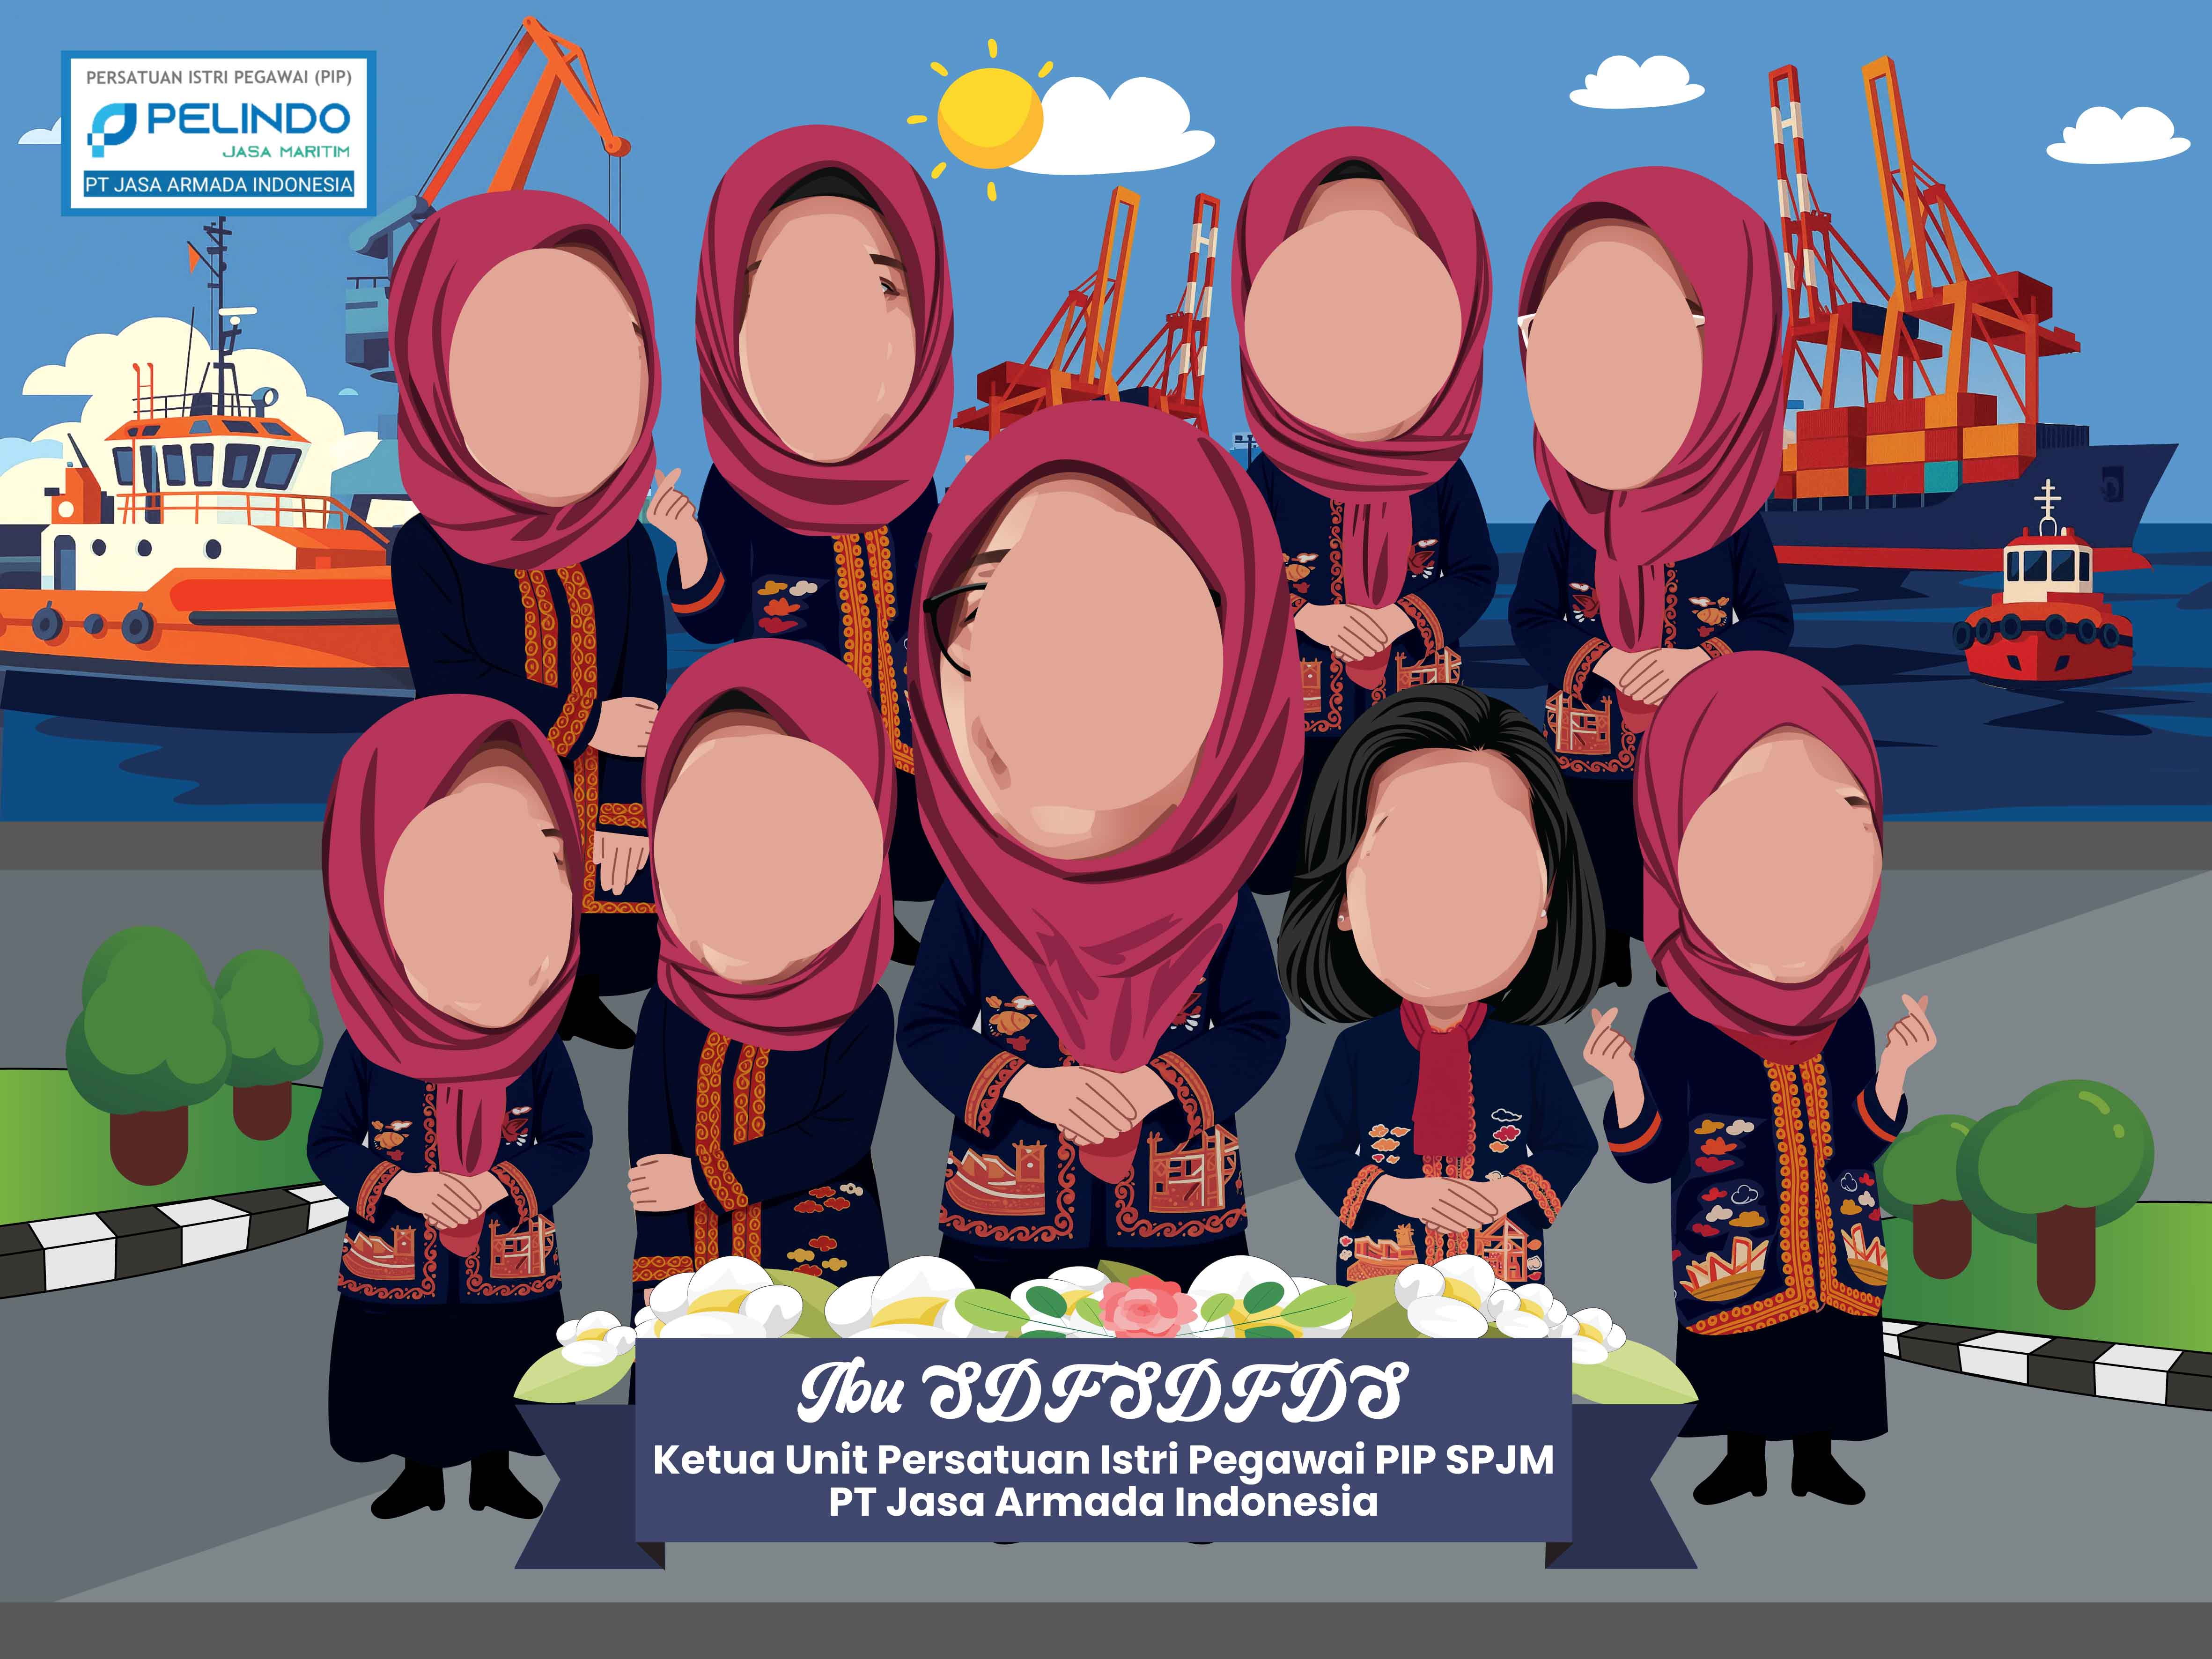 PERSATUAN ISTRI PEGAWAI (PIP)
PELINDO
JASA MARITIM
PT JASA ARMADA INDONESIA
Ibu SDFSDFDS
Ketua Unit Persatuan Istri Pegawai PIP SPJM
PT Jasa Armada Indonesia